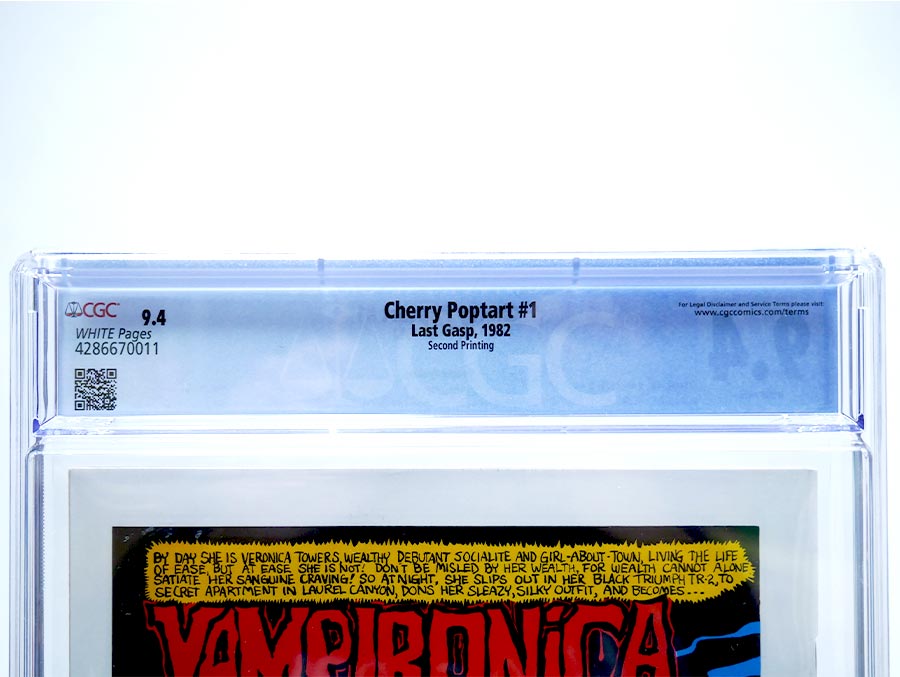 CGC
9.4
WHITE Pages
4286670011
Cherry Poptart #1
Last Gasp, 1982
Second Printing
For Legal Disclaimer and Service Terms please visit:
www.cgccomics.com/terms
CGC
BY DAY SHE IS VERONICA TOWERS, WEALTHY DEBUTANT SOCIALITE AND GIRL-ABOUT-TOWN, LIVING THE LIFE
OF EASE, BUT AT EASE SHE IS NOT! DON'T BE MISLED BY HER WEALTH, FOR WEALTH CANNOT ALONE
SATIATE HER SANGUINE CRAVING! SO AT NIGHT, SHE SLIPS OUT IN HER BLACK TRIUMPH TR-2, TO
SECRET APARTMENT IN LAUREL CANYON, DONS HER SLEAZY, SILKY OUTFIT, AND BECOMES...
VAMPIRONICA